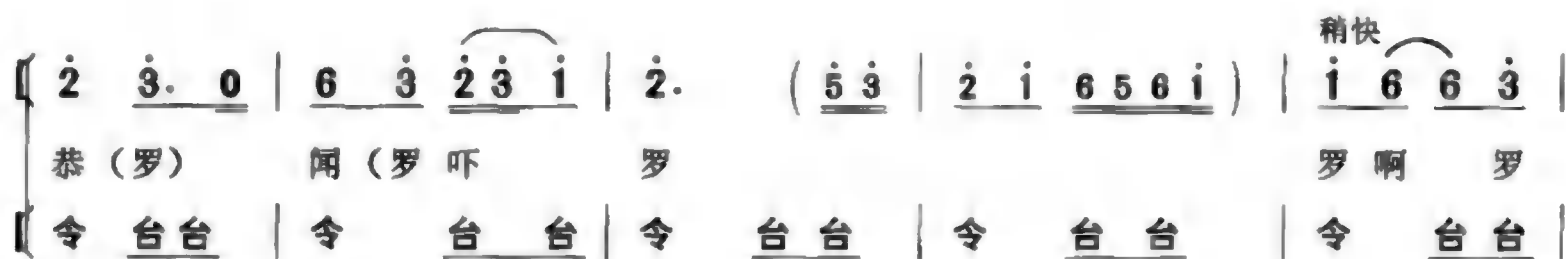 稍快
2̇ 3̇. 0 | 6 3̇ 2̇ 3̇ 1̇ | 2̇. ( 5̇ 3̇ | 2̇ 1̇ 6 5 6 1̇ ) | 1̇ 6 6 3̇ |
恭（罗） 闻（罗 吓 罗 罗 啊 罗
令 台台 | 令 台 台 | 令 台 台 | 令 台 台 | 令 台 台 |